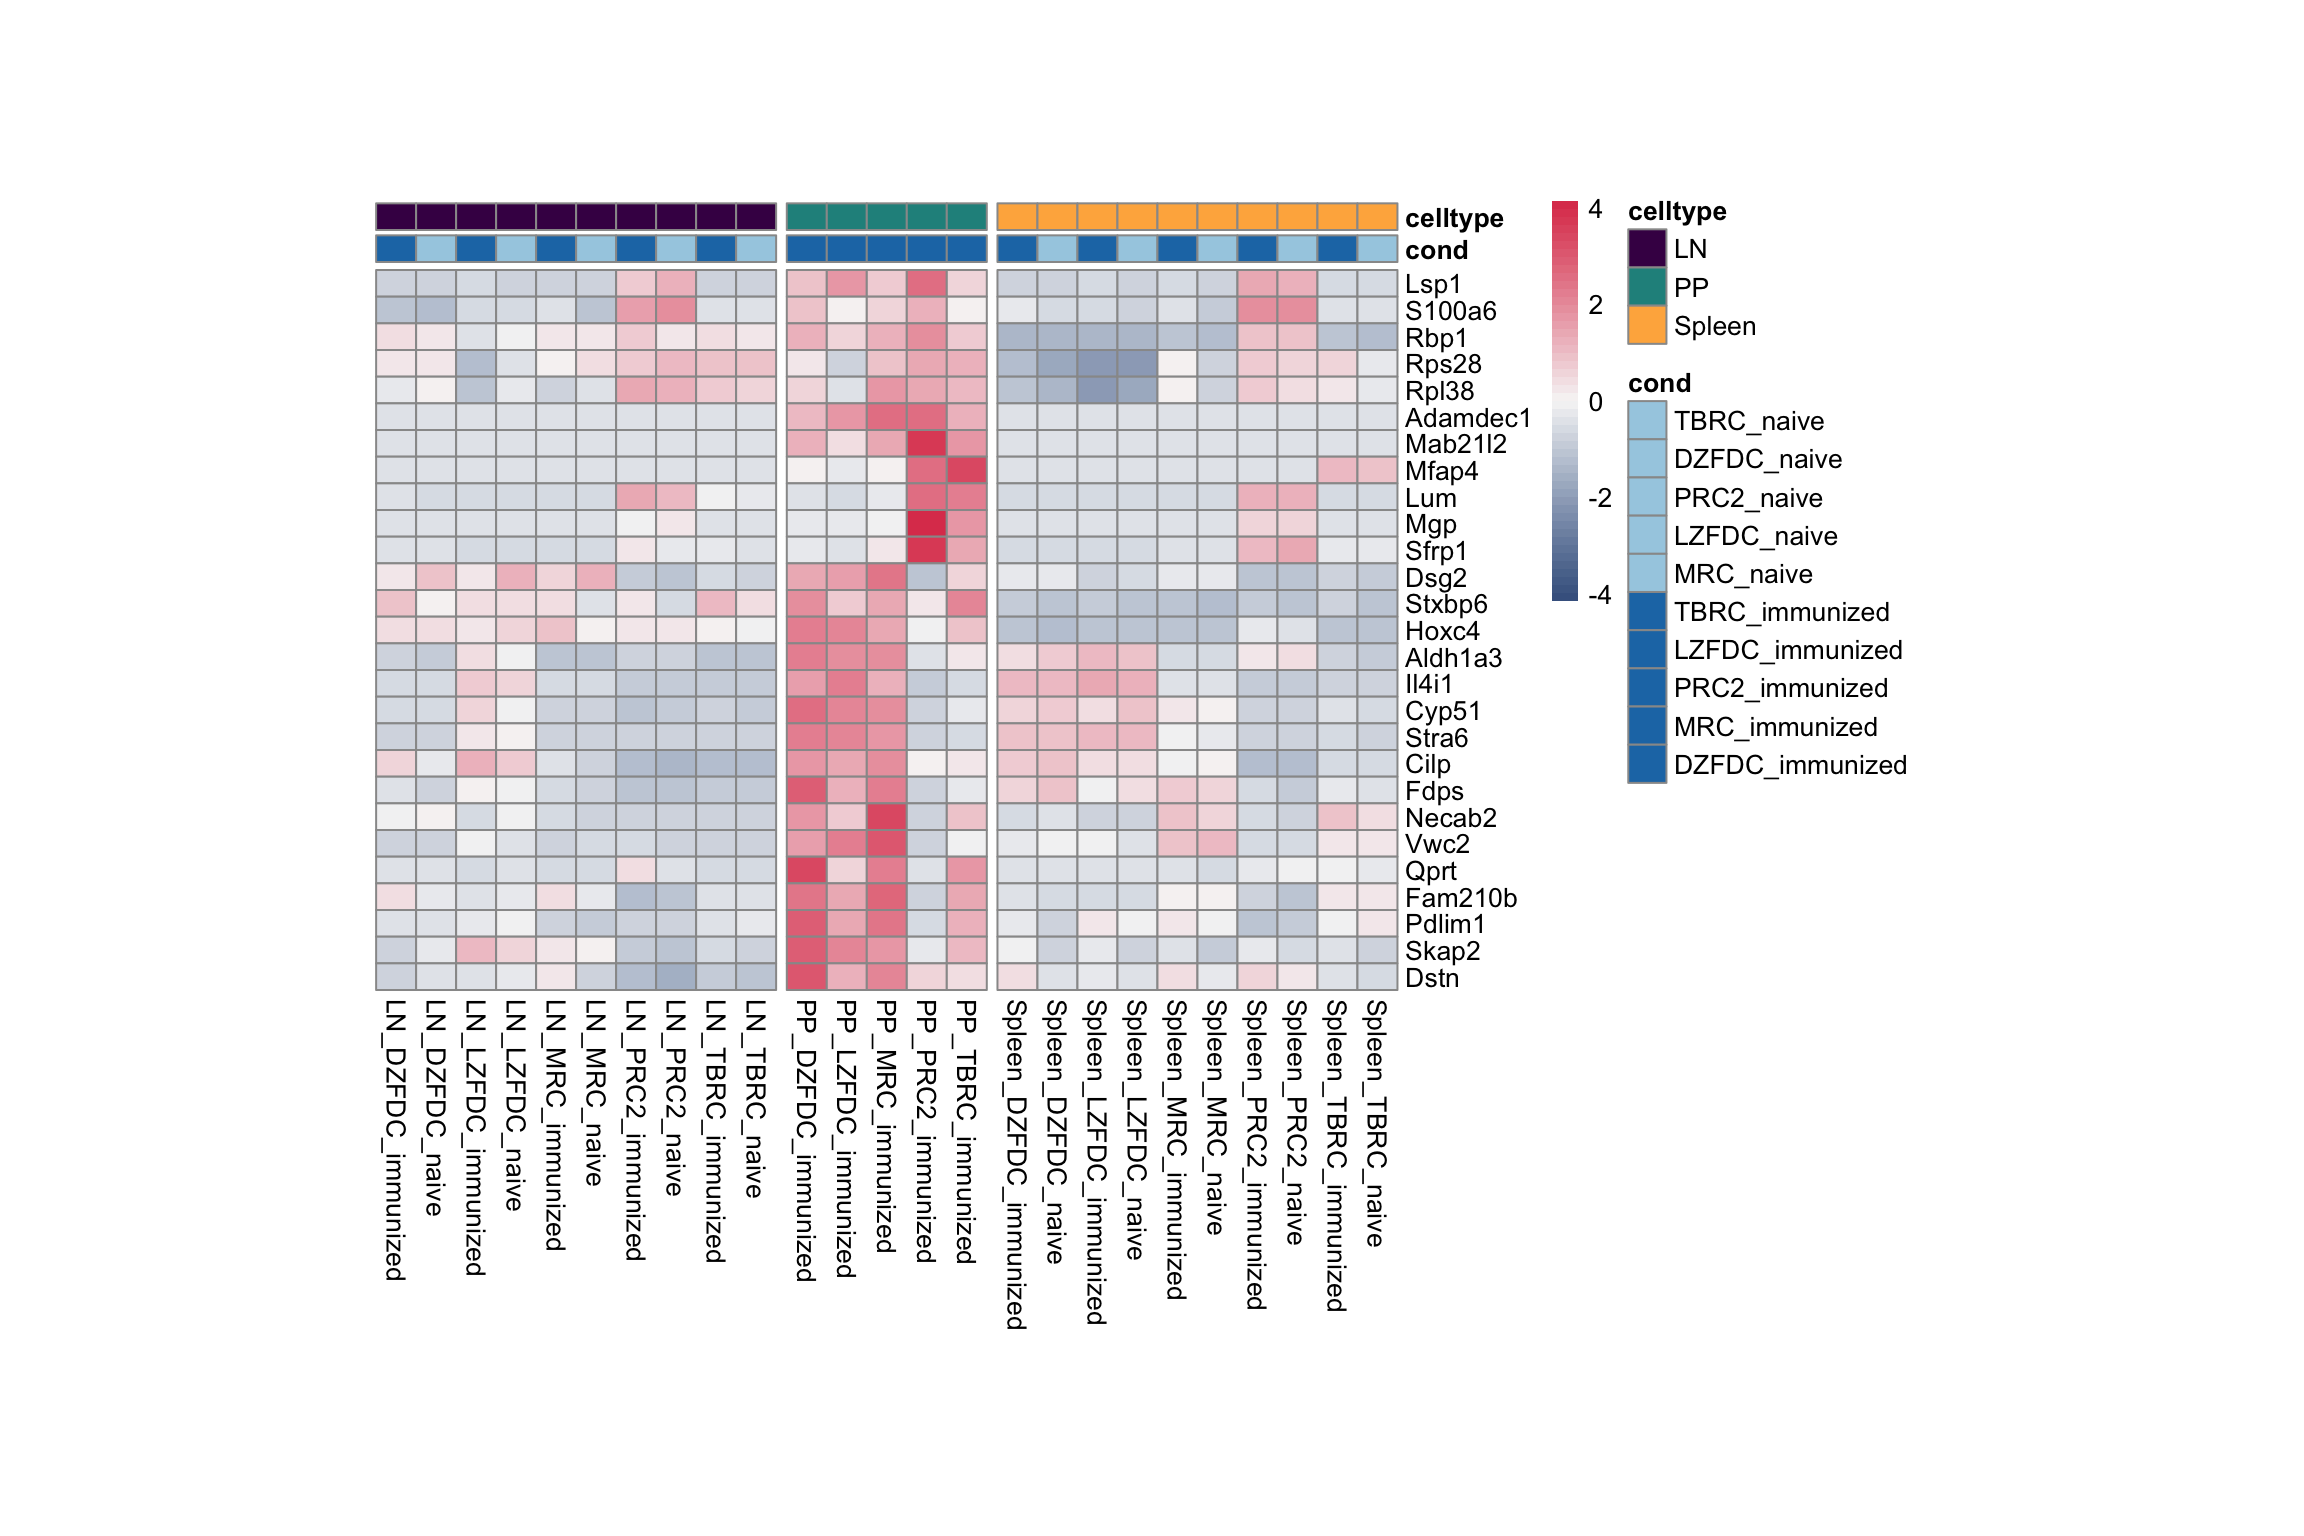 celltype
cond
Lsp1
S100a6
Rbp1
Rps28
Rpl38
Adamdec1
Mab21l2
Mfap4
Lum
Mgp
Sfrp1
Dsg2
Stxbp6
Hoxc4
Aldh1a3
Il4i1
Cyp51
Stra6
Cilp
Fdps
Necab2
Vwc2
Qprt
Fam210b
Pdlim1
Skap2
Dstn
LN_DZFDC_immunized
LN_DZFDC_naive
LN_LZFDC_immunized
LN_LZFDC_naive
LN_MRC_immunized
LN_MRC_naive
LN_PRC2_immunized
LN_PRC2_naive
LN_TBRC_immunized
LN_TBRC_naive
PP_DZFDC_immunized
PP_LZFDC_immunized
PP_MRC_immunized
PP_PRC2_immunized
PP_TBRC_immunized
Spleen_DZFDC_immunized
Spleen_DZFDC_naive
Spleen_LZFDC_immunized
Spleen_LZFDC_naive
Spleen_MRC_immunized
Spleen_MRC_naive
Spleen_PRC2_immunized
Spleen_PRC2_naive
Spleen_TBRC_immunized
Spleen_TBRC_naive
4
2
0
-2
-4
celltype
LN
PP
Spleen
cond
TBRC_naive
DZFDC_naive
PRC2_naive
LZFDC_naive
MRC_naive
TBRC_immunized
LZFDC_immunized
PRC2_immunized
MRC_immunized
DZFDC_immunized